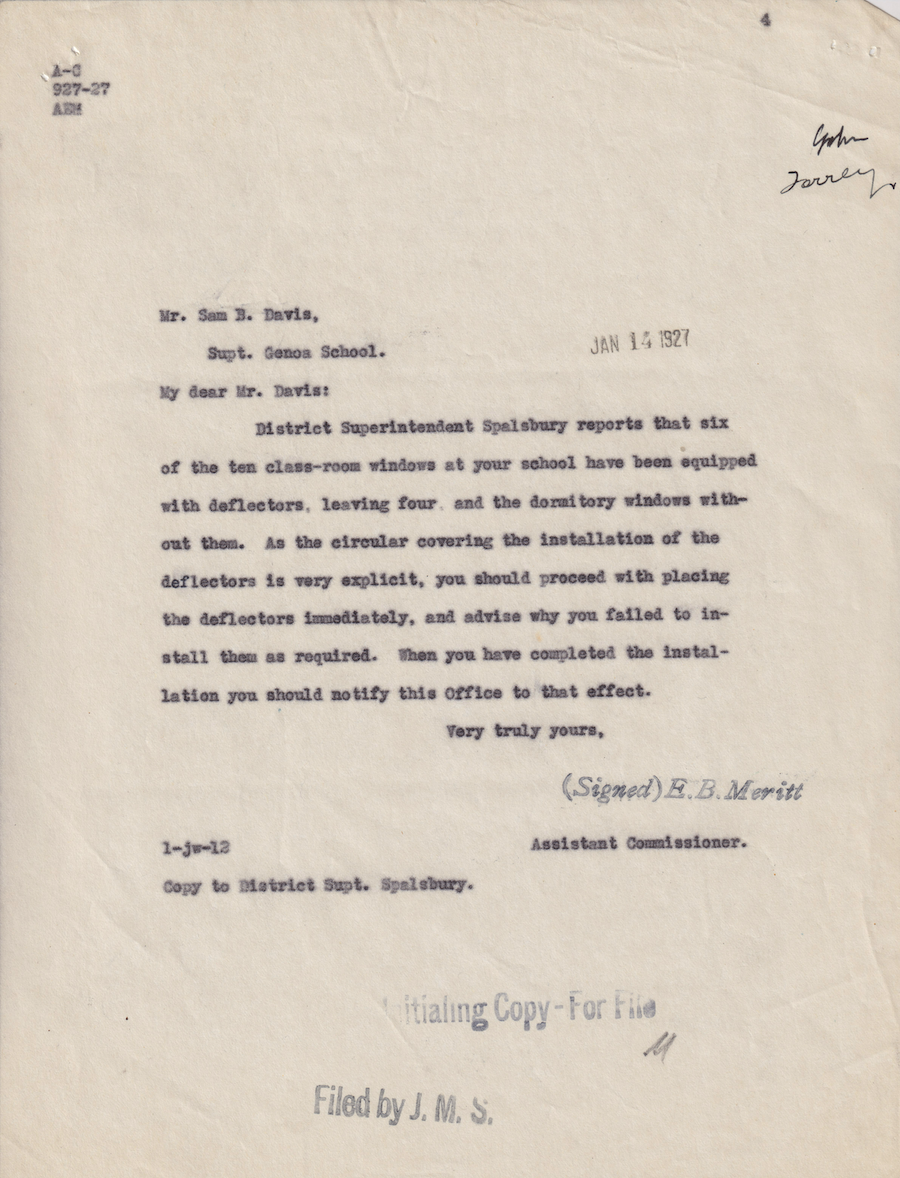 4
A-C
927-27
AEM
Torrey
Mr. Sam B. Davis,
Supt. Genoa School.
JAN 14 1927
My dear Mr. Davis:
District Superintendent Spalsbury reports that six
of the ten class-room windows at your school have been equipped
with deflectors, leaving four, and the dormitory windows with-
out them. As the circular covering the installation of the
deflectors is very explicit, you should proceed with placing
the deflectors immediately, and advise why you failed to in-
stall them as required. When you have completed the instal-
lation you should notify this Office to that effect.
Very truly yours,
(Signed) E. B. Meritt
1-jw-12
Assistant Commissioner.
Copy to District Supt. Spalsbury.
Initialing Copy - For File
Filed by J. M. S.